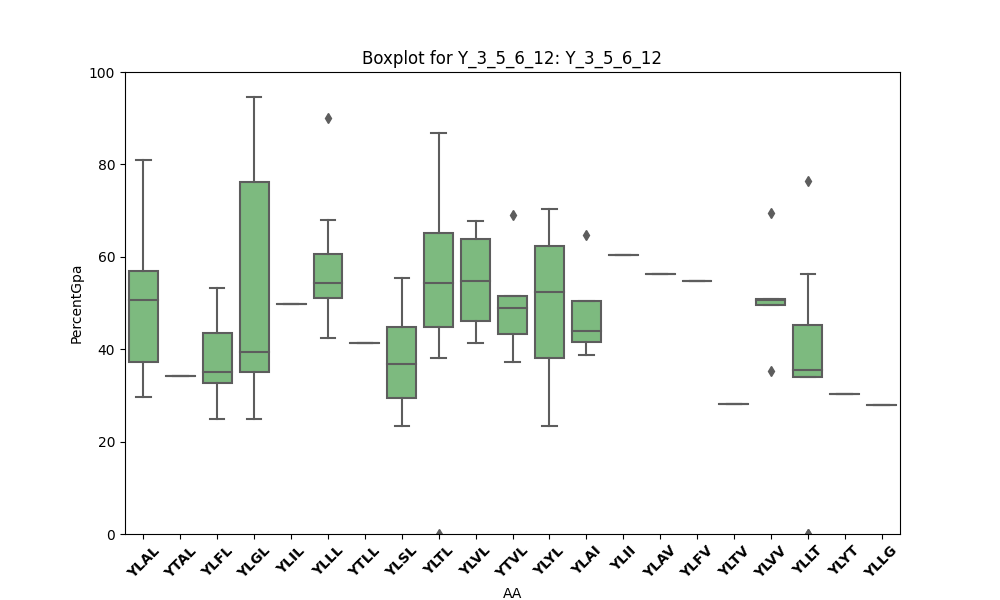 Boxplot for Y_3_5_6_12: Y_3_5_6_12
100
80
60
40
20
0
PercentGpa
YLAL YTAL YLFL YLGL YLIL YLLL YTLL YLSL YLTL YLVL YTVL YLYL YLAI YLII YLAV YLFV YLTV YLVV YLLT YLYT YLLG
AA